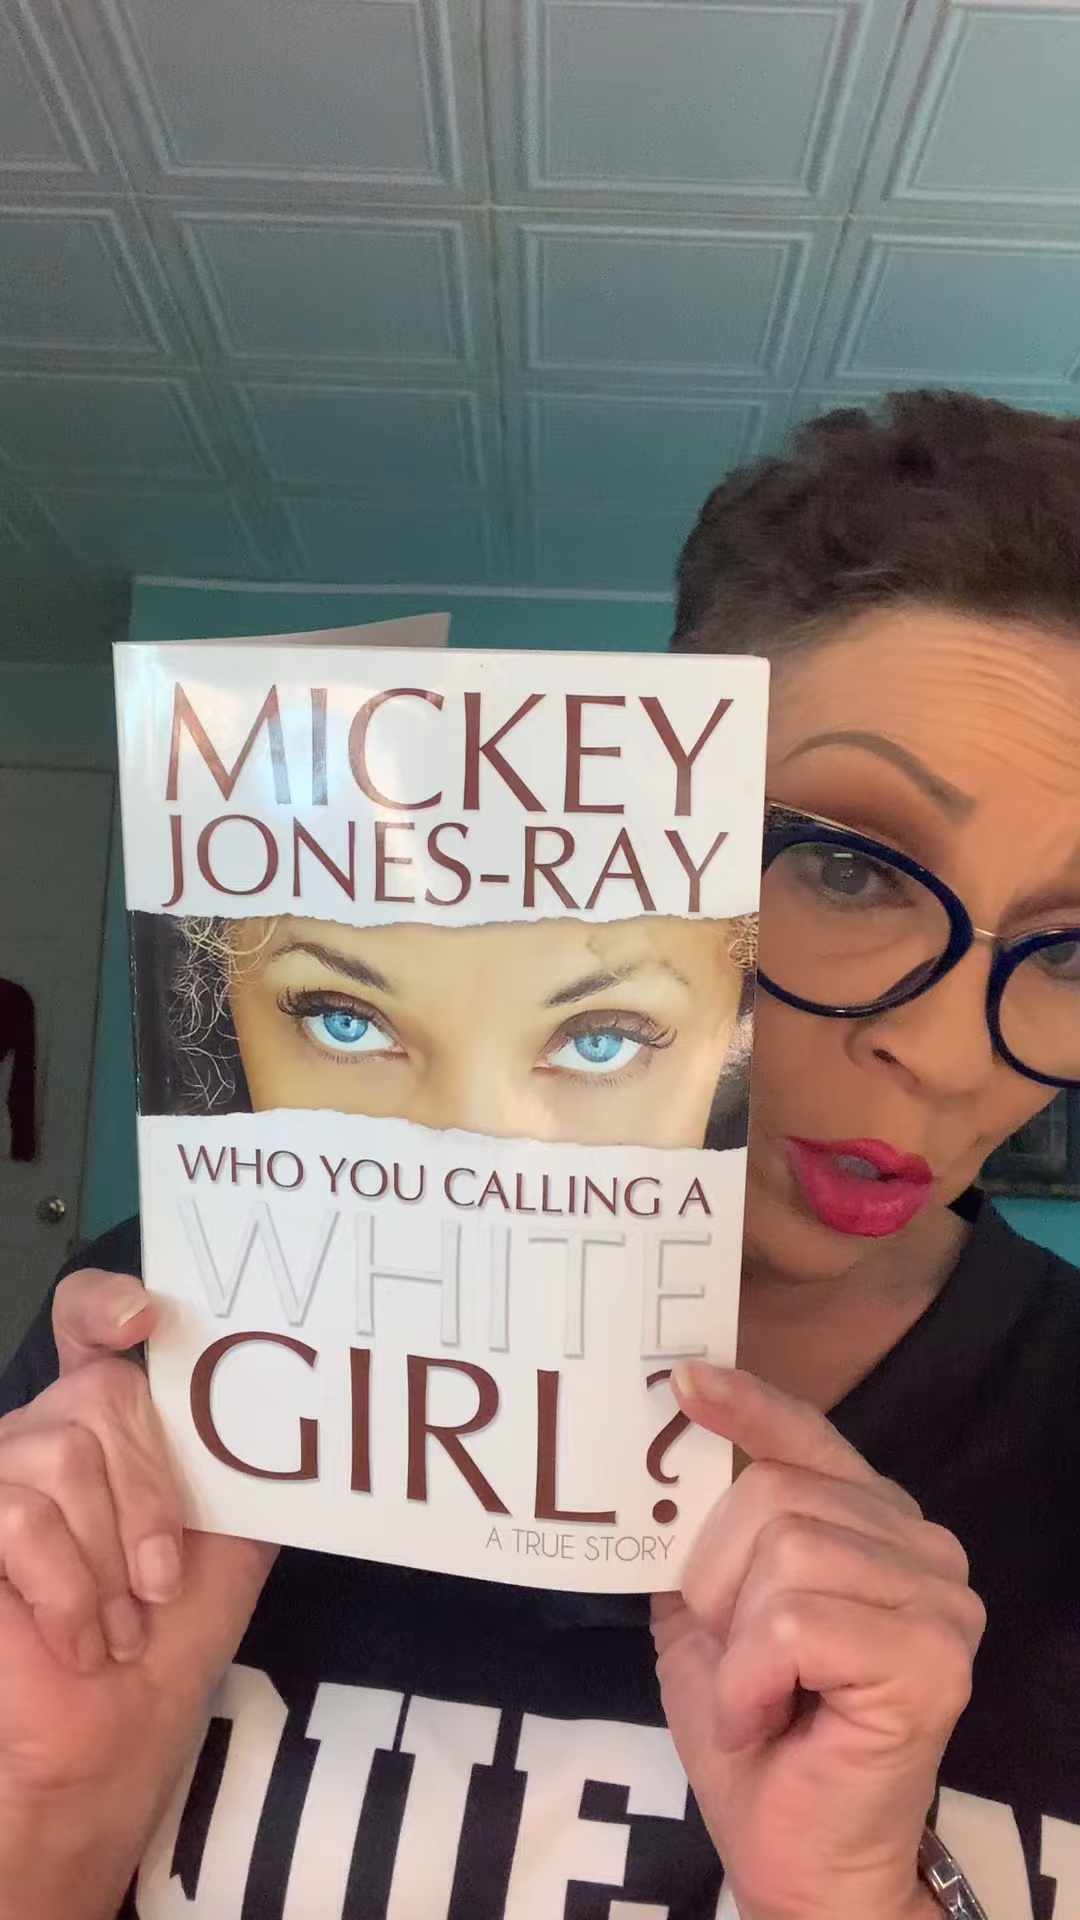 MICKEY
JONES-RAY
WHO YOU CALLING A
WHITE
GIRL?
A TRUE STORY